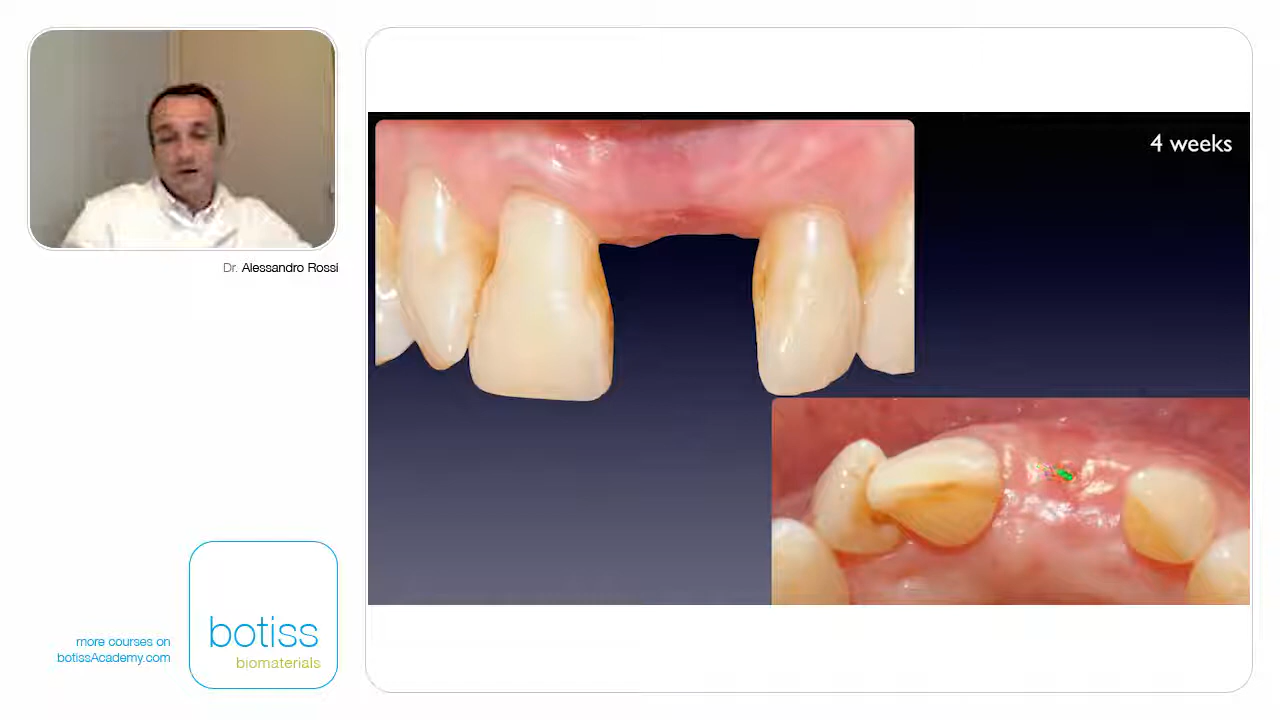 Dr. Alessandro Rossi
4 weeks
more courses on
botissAcademy.com
botiss
biomaterials